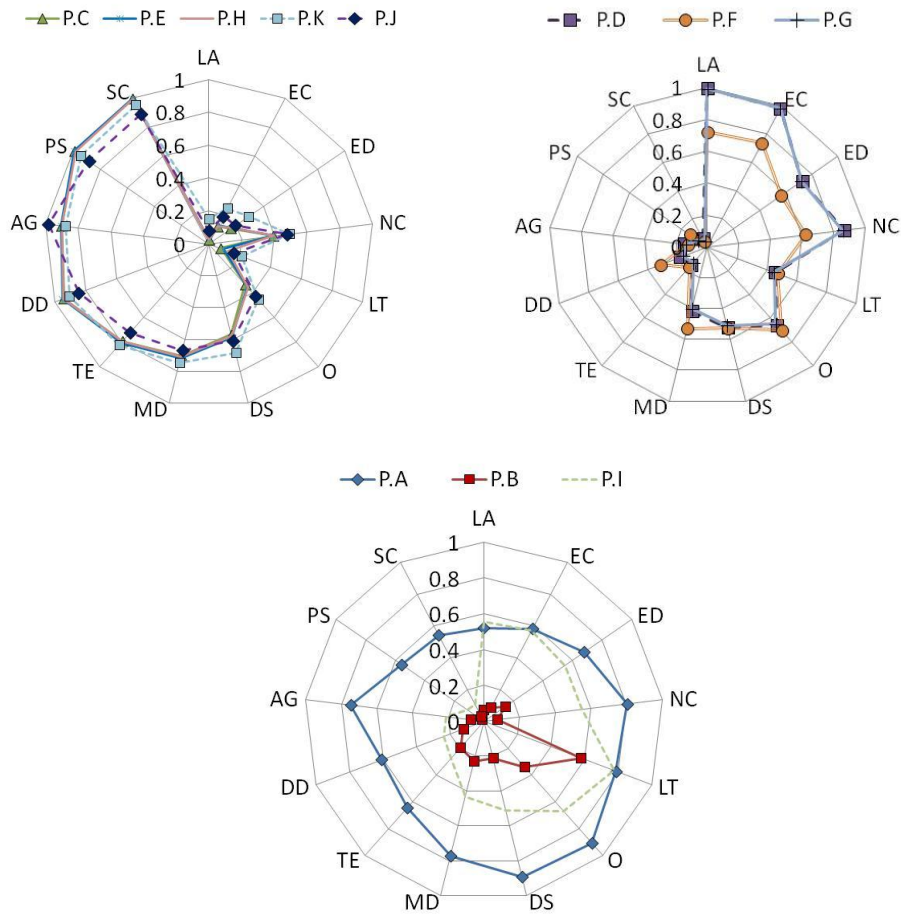 P.C P.E P.H P.K P.J
LA
1
SC
EC
0.8
PS
0.6
ED
0.4
AG
0.2
NC
0
DD
LT
TE
O
MD
DS
P.D P.F P.G
LA
1
SC
EC
0.8
PS
0.6
ED
0.4
AG
0.2
NC
0
DD
LT
TE
O
MD
DS
P.A P.B P.I
LA
1
SC
EC
0.8
PS
0.6
ED
0.4
AG
0.2
NC
0
DD
LT
TE
O
MD
DS